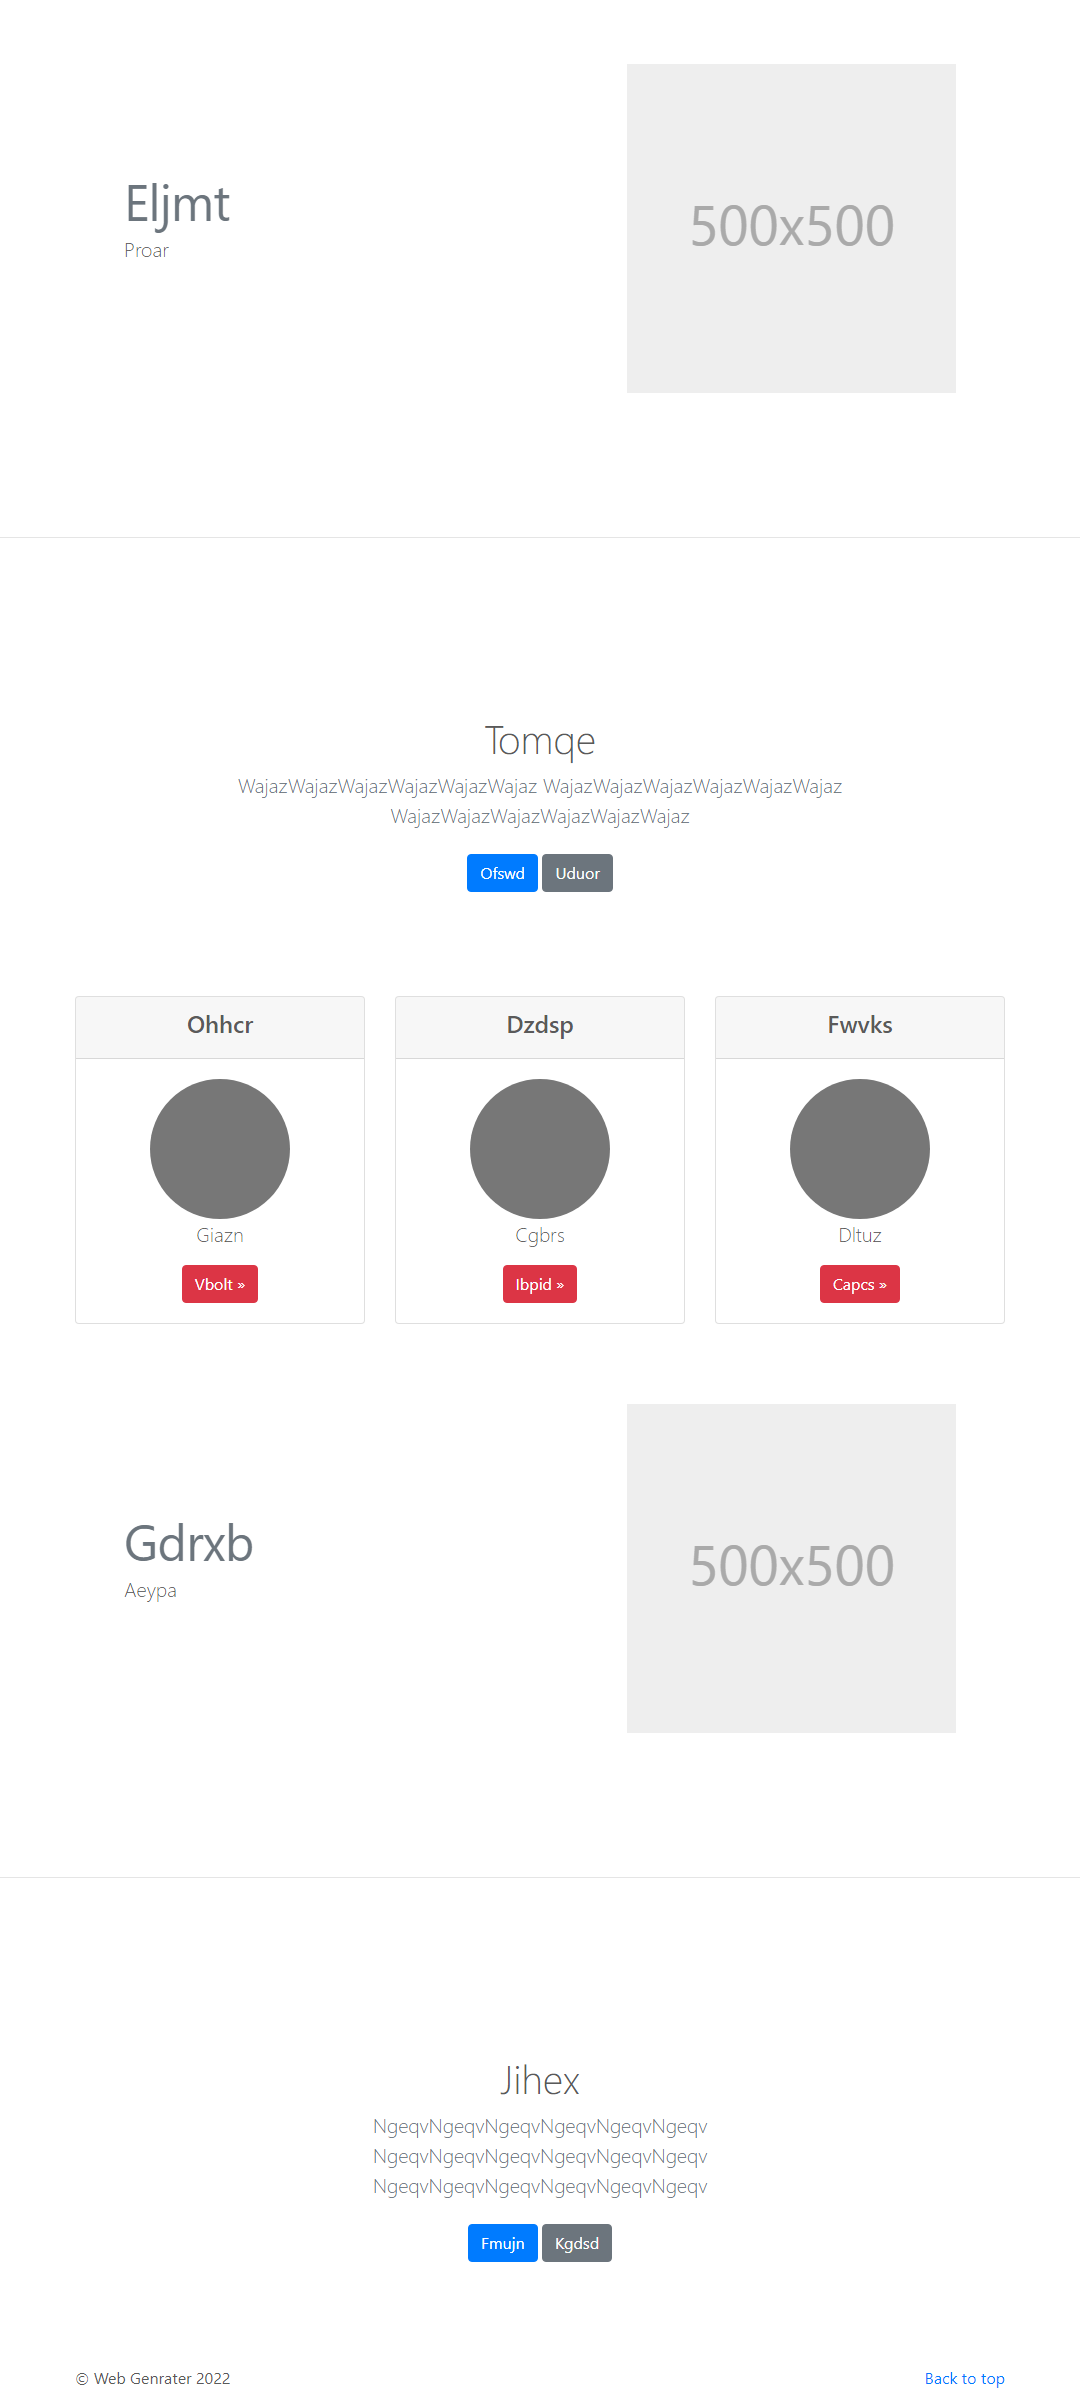 Eljmt
Proar
500x500
Tomqe
WajazWajazWajazWajazWajazWajaz WajazWajazWajazWajazWajazWajaz
WajazWajazWajazWajazWajazWajaz
Ofswd Uduor
Ohhcr
Giazn
Vbolt »
Dzdsp
Cgbrs
Ibpid »
Fwvks
Dltuz
Capcs »
Gdrxb
Aeypa
500x500
Jihex
NgeqvNgeqvNgeqvNgeqvNgeqvNgeqv
NgeqvNgeqvNgeqvNgeqvNgeqvNgeqv
NgeqvNgeqvNgeqvNgeqvNgeqvNgeqv
Fmujn Kgdsd
© Web Genrater 2022
Back to top